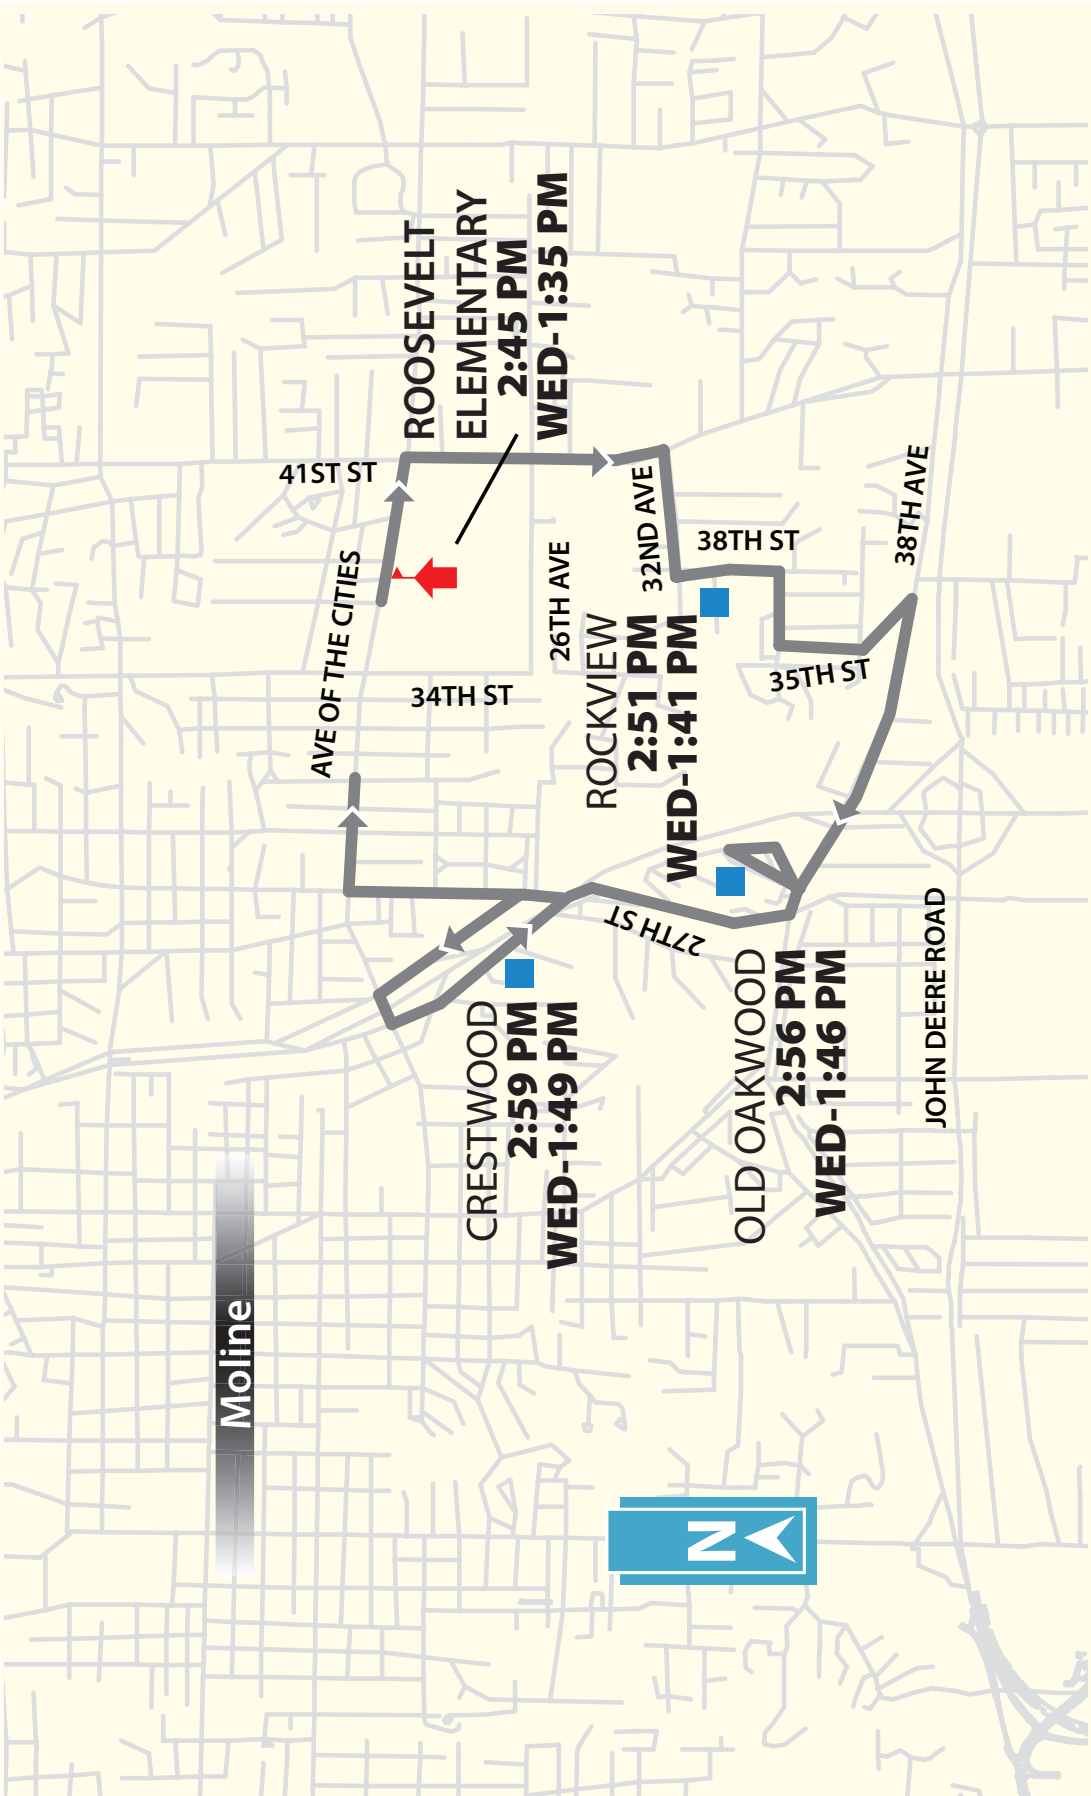 ROOSEVELT
ELEMENTARY
2:45 PM
WED-1:35 PM
41ST ST
AVE OF THE CITIES
34TH ST
26TH AVE
32ND AVE
38TH ST
38TH AVE
35TH ST
ROCKVIEW
2:51 PM
WED-1:41 PM
27TH ST
CRESTWOOD
2:59 PM
WED-1:49 PM
OLD OAKWOOD
2:56 PM
WED-1:46 PM
JOHN DEERE ROAD
Moline
N